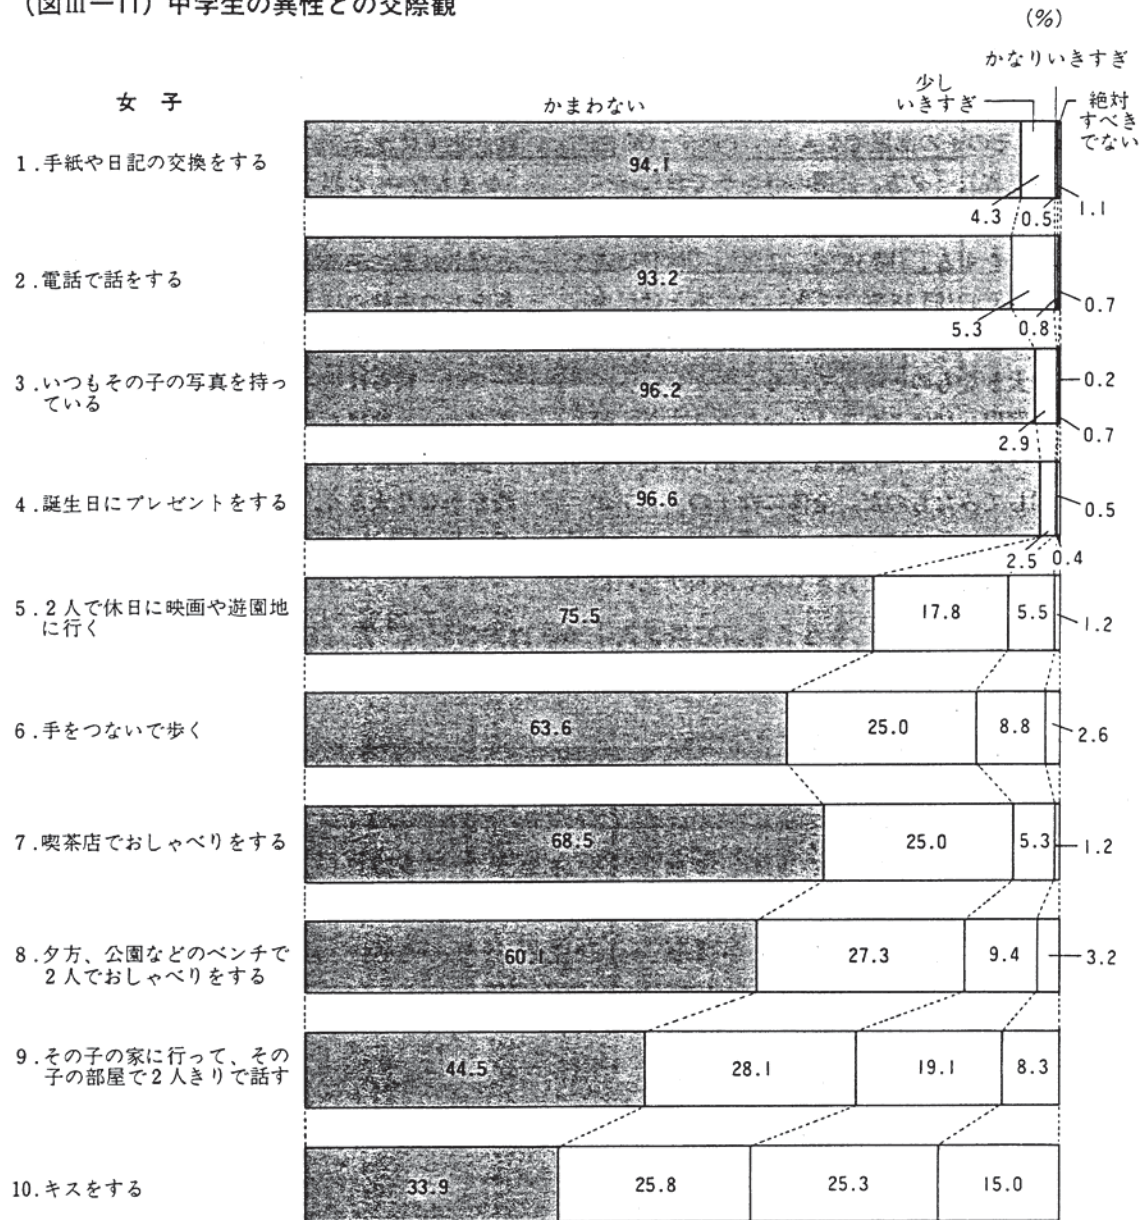 (図Ⅲ―11) 中学生の異性との交際観
(%)
かなりいきすぎ
女 子
かまわない
少し
いきすぎ
絶対
すべき
でない
1.手紙や日記の交換をする
94.1
4.3
0.5
1.1
2.電話で話をする
93.2
5.3
0.8
0.7
3.いつもその子の写真を持っ
ている
96.2
2.9
0.2
0.7
4.誕生日にプレゼントをする
96.6
2.5
0.4
0.5
5.2人で休日に映画や遊園地
に行く
75.5
17.8
5.5
1.2
6.手をつないで歩く
63.6
25.0
8.8
2.6
7.喫茶店でおしゃべりをする
68.5
25.0
5.3
1.2
8.夕方、公園などのベンチで
2人でおしゃべりをする
60.1
27.3
9.4
3.2
9.その子の家に行って、その
子の部屋で2人きりで話す
44.5
28.1
19.1
8.3
10.キスをする
33.9
25.8
25.3
15.0